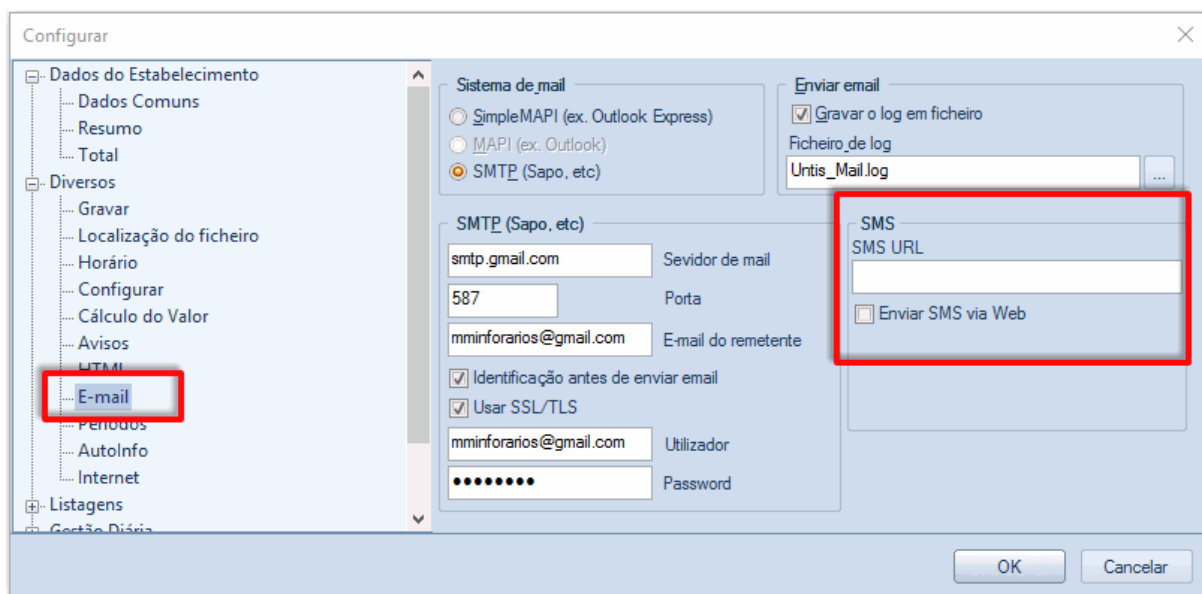 Configurar
Dados do Estabelecimento
Dados Comuns
Resumo
Total
Diversos
Gravar
Localização do ficheiro
Horário
Configurar
Cálculo do Valor
Avisos
HTML
E-mail
Períodos
AutoInfo
Internet
Listagens
Gestão Diária
Sistema de mail
SimpleMAPI (ex. Outlook Express)
MAPI (ex. Outlook)
SMTP (Sapo, etc)
Enviar email
Gravar o log em ficheiro
Ficheiro de log
Untis_Mail.log
...
SMTP (Sapo, etc)
smtp.gmail.com Sevidor de mail
587 Porta
mminforarios@gmail.com E-mail do remetente
Identificação antes de enviar email
Usar SSL/TLS
mminforarios@gmail.com Utilizador
Password
SMS
SMS URL
Enviar SMS via Web
OK Cancelar